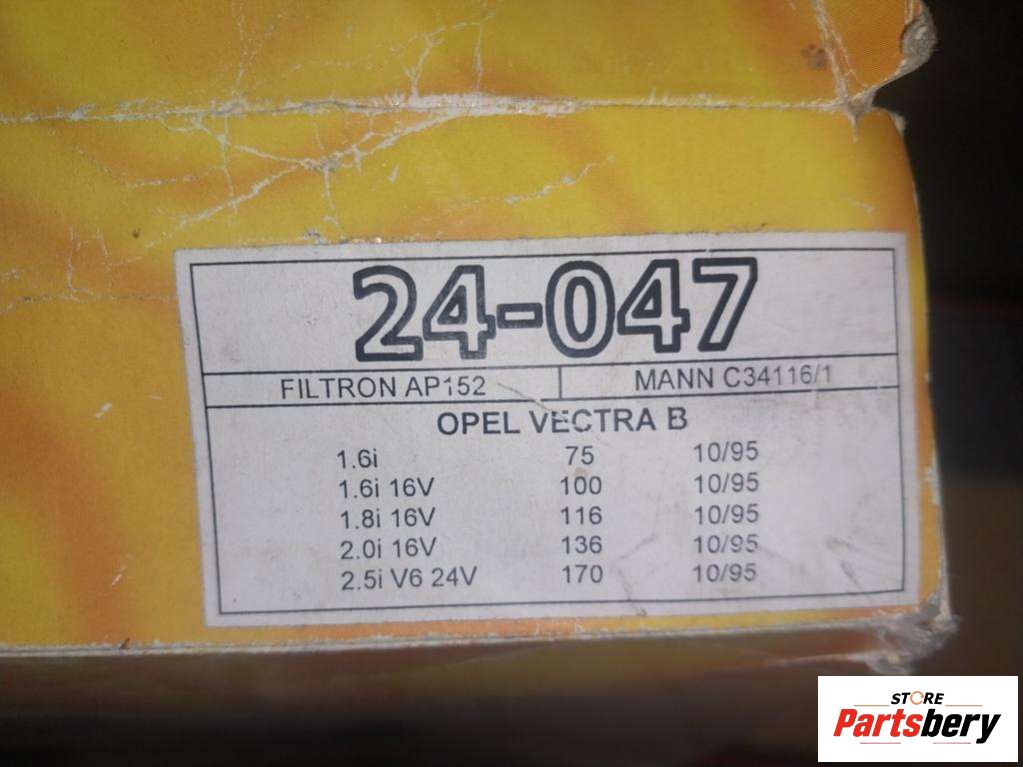 24-047
FILTRON AP152 MANN C34116/1
OPEL VECTRA B
1.6i 75 10/95
1.6i 16V 100 10/95
1.8i 16V 116 10/95
2.0i 16V 136 10/95
2.5i V6 24V 170 10/95
STORE
Partsbery